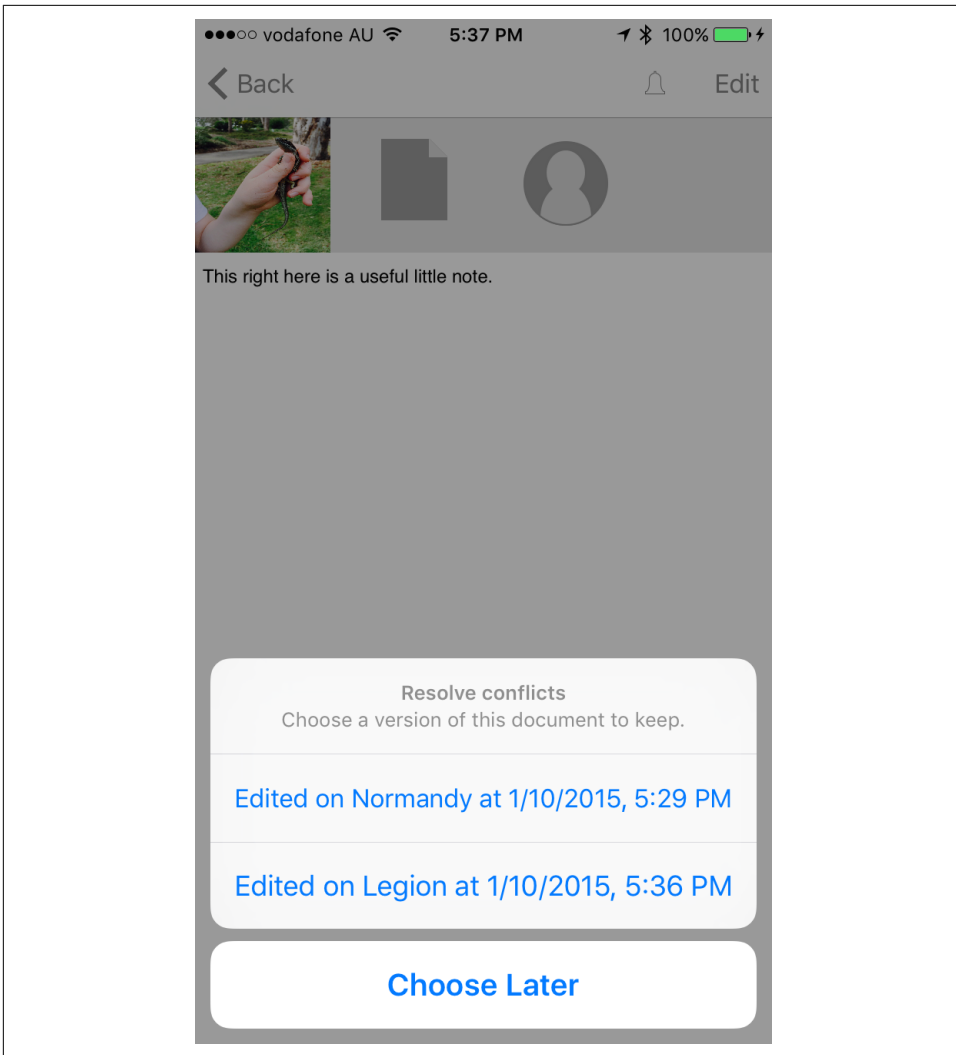 vodafone AU 5:37 PM 100%
Back Edit
This right here is a useful little note.
Resolve conflicts
Choose a version of this document to keep.
Edited on Normandy at 1/10/2015, 5:29 PM
Edited on Legion at 1/10/2015, 5:36 PM
Choose Later